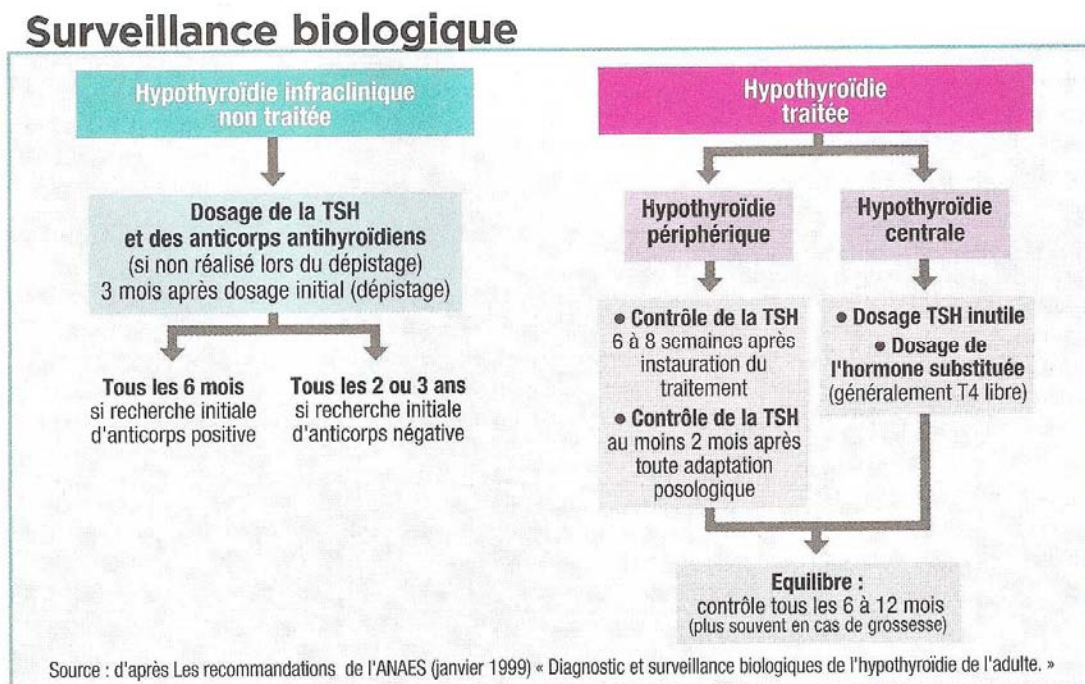 Surveillance biologique
Hypothyroïdie infraclinique
non traitée
Dosage de la TSH
et des anticorps antihyroïdiens
(si non réalisé lors du dépistage)
3 mois après dosage initial (dépistage)
Tous les 6 mois
si recherche initiale
d'anticorps positive
Tous les 2 ou 3 ans
si recherche initiale
d'anticorps négative
Hypothyroïdie
traitée
Hypothyroïdie
périphérique
• Contrôle de la TSH
6 à 8 semaines après
instauration du
traitement
• Contrôle de la TSH
au moins 2 mois après
toute adaptation
posologique
Hypothyroïdie
centrale
• Dosage TSH inutile
• Dosage de
l'hormone substituée
(généralement T4 libre)
Equilibre :
contrôle tous les 6 à 12 mois
(plus souvent en cas de grossesse)
Source : d'après Les recommandations de l'ANAES (janvier 1999) « Diagnostic et surveillance biologiques de l'hypothyroïdie de l'adulte. »